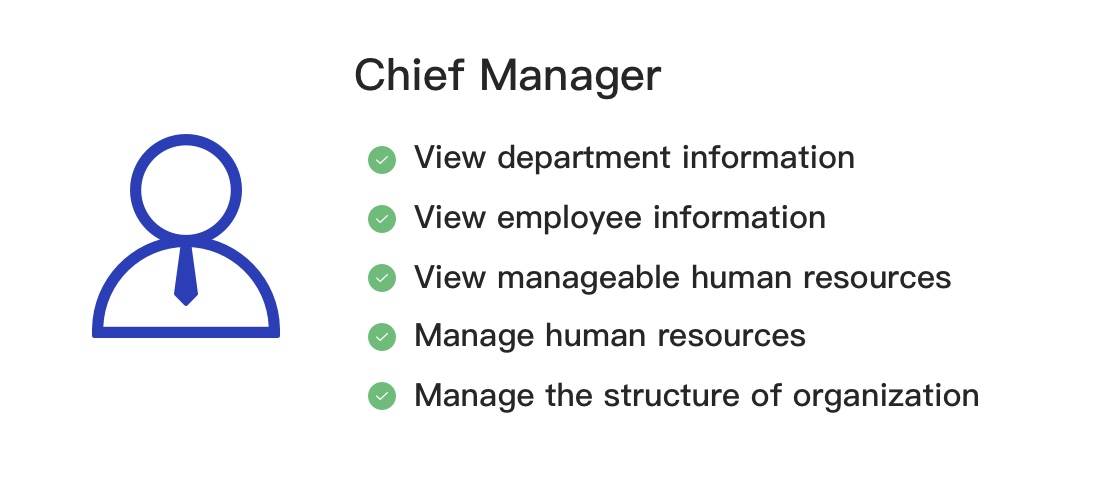 Chief Manager
View department information
View employee information
View manageable human resources
Manage human resources
Manage the structure of organization